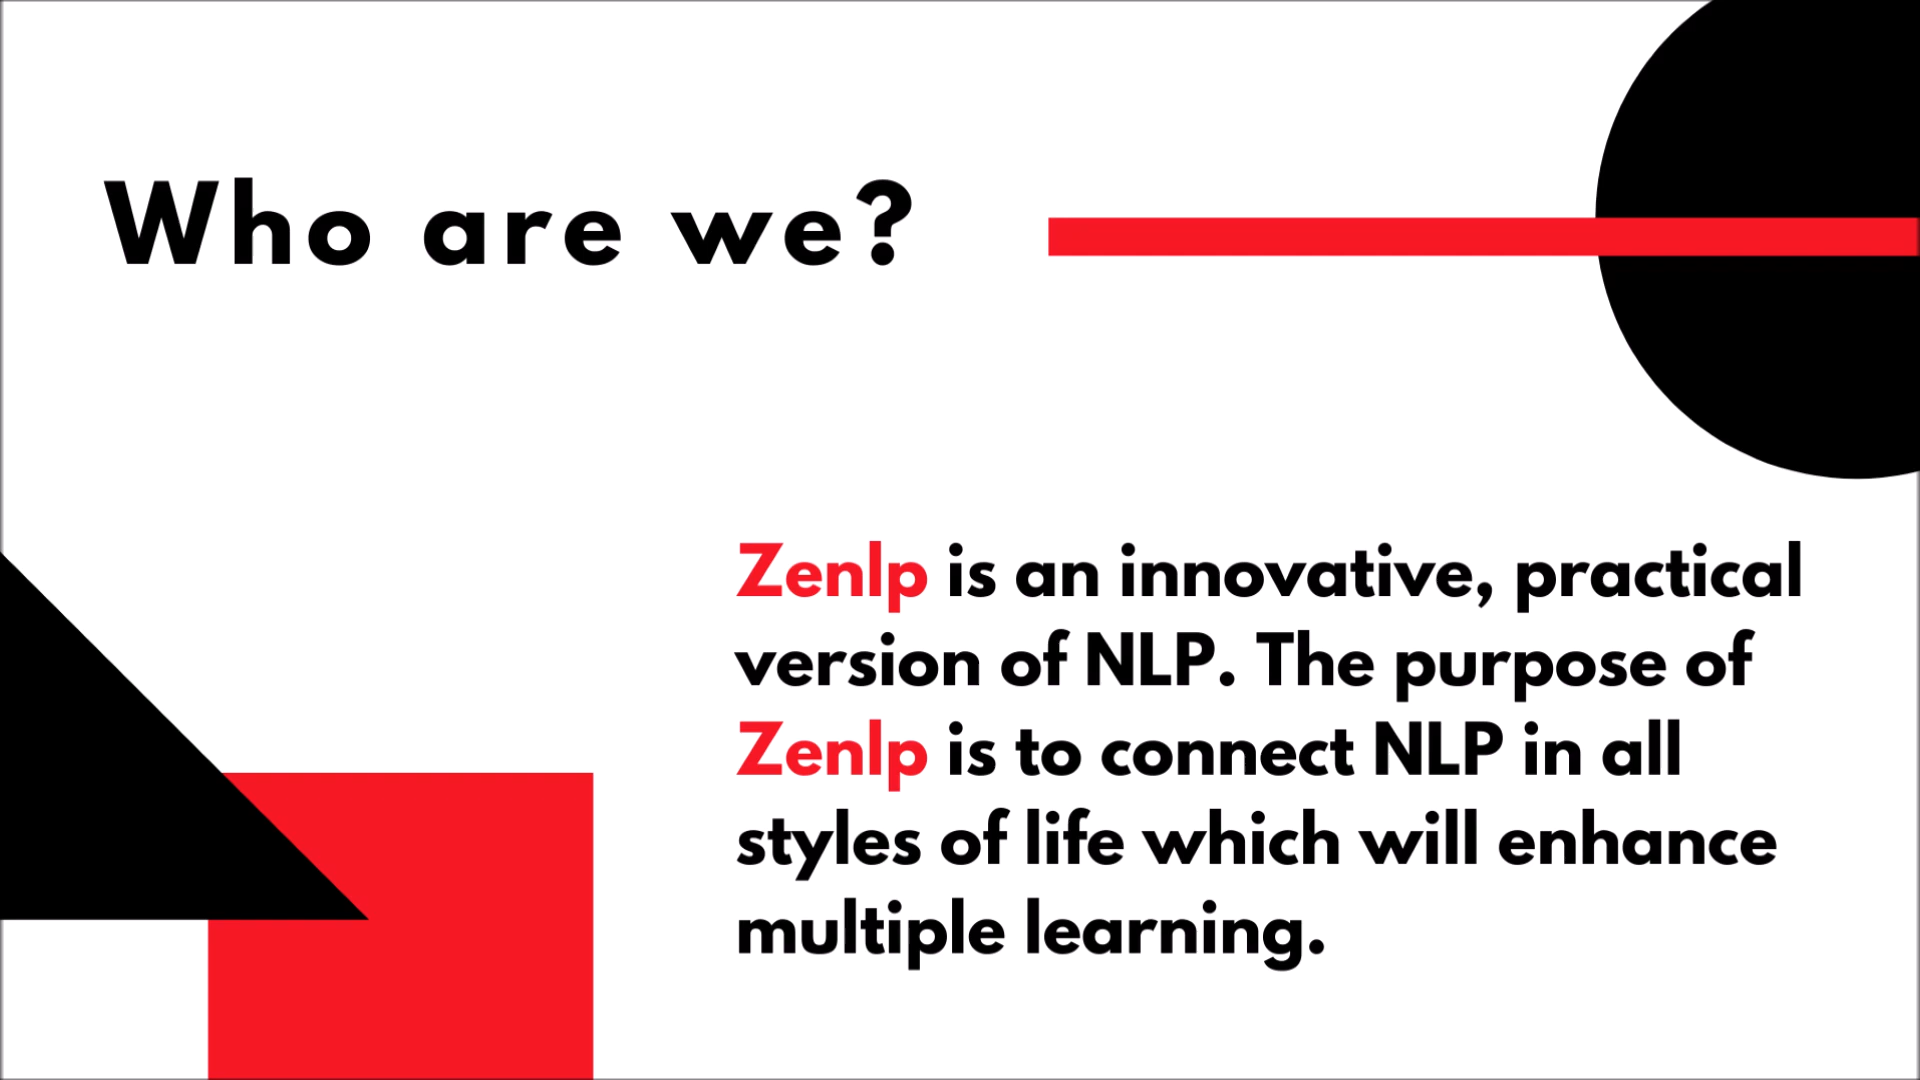 Who are we?
Zenlp is an innovative, practical
version of NLP. The purpose of
Zenlp is to connect NLP in all
styles of life which will enhance
multiple learning.